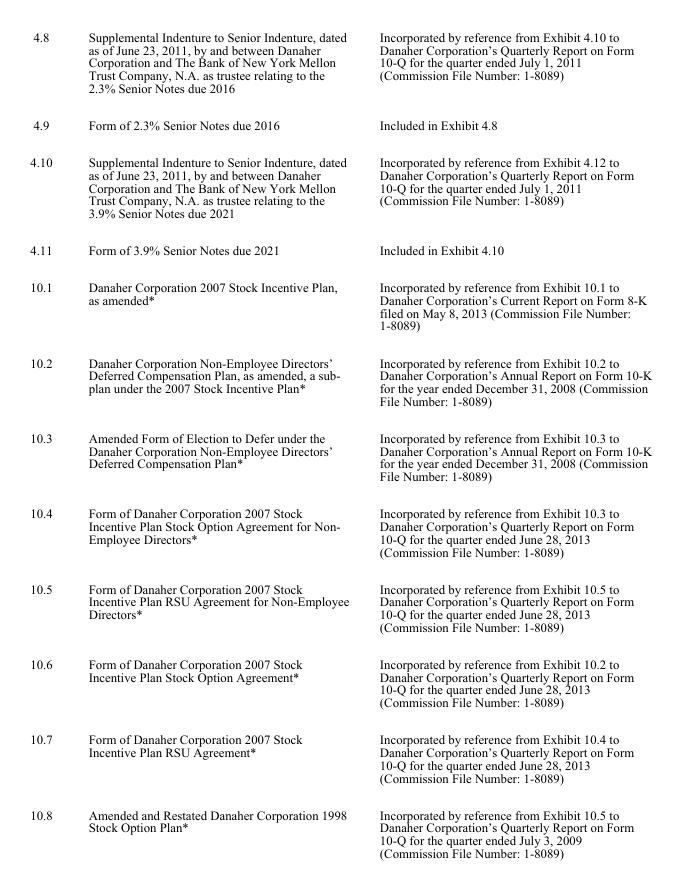 4.8 Supplemental Indenture to Senior Indenture, dated Incorporated by reference from Exhibit 4.10 to
as of June 23, 2011, by and between Danaher Danaher Corporation’s Quarterly Report on Form
Corporation and The Bank of New York Mellon 10-Q for the quarter ended July 1, 2011
Trust Company, N.A. as trustee relating to the (Commission File Number: 1-8089)
2.3% Senior Notes due 2016
4.9 Form of 2.3% Senior Notes due 2016 Included in Exhibit 4.8
4.10 Supplemental Indenture to Senior Indenture, dated Incorporated by reference from Exhibit 4.12 to
as of June 23, 2011, by and between Danaher Danaher Corporation’s Quarterly Report on Form
Corporation and The Bank of New York Mellon 10-Q for the quarter ended July 1, 2011
Trust Company, N.A. as trustee relating to the (Commission File Number: 1-8089)
3.9% Senior Notes due 2021
4.11 Form of 3.9% Senior Notes due 2021 Included in Exhibit 4.10
10.1 Danaher Corporation 2007 Stock Incentive Plan, Incorporated by reference from Exhibit 10.1 to
as amended* Danaher Corporation’s Current Report on Form 8-K
filed on May 8, 2013 (Commission File Number:
1-8089)
10.2 Danaher Corporation Non-Employee Directors’ Incorporated by reference from Exhibit 10.2 to
Deferred Compensation Plan, as amended, a sub- Danaher Corporation’s Annual Report on Form 10-K
plan under the 2007 Stock Incentive Plan* for the year ended December 31, 2008 (Commission
File Number: 1-8089)
10.3 Amended Form of Election to Defer under the Incorporated by reference from Exhibit 10.3 to
Danaher Corporation Non-Employee Directors’ Danaher Corporation’s Annual Report on Form 10-K
Deferred Compensation Plan* for the year ended December 31, 2008 (Commission
File Number: 1-8089)
10.4 Form of Danaher Corporation 2007 Stock Incorporated by reference from Exhibit 10.3 to
Incentive Plan Stock Option Agreement for Non- Danaher Corporation’s Quarterly Report on Form
Employee Directors* 10-Q for the quarter ended June 28, 2013
(Commission File Number: 1-8089)
10.5 Form of Danaher Corporation 2007 Stock Incorporated by reference from Exhibit 10.5 to
Incentive Plan RSU Agreement for Non-Employee Danaher Corporation’s Quarterly Report on Form
Directors* 10-Q for the quarter ended June 28, 2013
(Commission File Number: 1-8089)
10.6 Form of Danaher Corporation 2007 Stock Incorporated by reference from Exhibit 10.2 to
Incentive Plan Stock Option Agreement* Danaher Corporation’s Quarterly Report on Form
10-Q for the quarter ended June 28, 2013
(Commission File Number: 1-8089)
10.7 Form of Danaher Corporation 2007 Stock Incorporated by reference from Exhibit 10.4 to
Incentive Plan RSU Agreement* Danaher Corporation’s Quarterly Report on Form
10-Q for the quarter ended June 28, 2013
(Commission File Number: 1-8089)
10.8 Amended and Restated Danaher Corporation 1998 Incorporated by reference from Exhibit 10.5 to
Stock Option Plan* Danaher Corporation’s Quarterly Report on Form
10-Q for the quarter ended July 3, 2009
(Commission File Number: 1-8089)